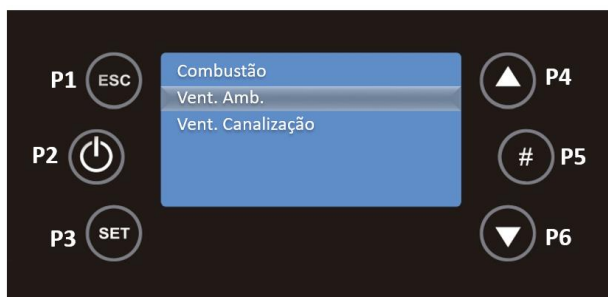 P1 ESC
Combustão
Vent. Amb.
Vent. Canalização
P4
P2
# P5
P3 SET
P6